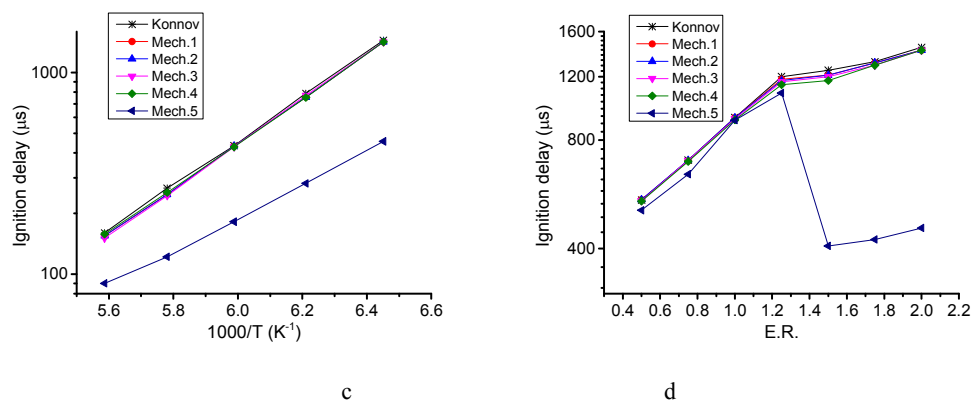 Konnov
Mech.1
Mech.2
Mech.3
Mech.4
Mech.5
1000
100
Ignition delay (μs)
5.6 5.8 6.0 6.2 6.4 6.6
1000/T (K⁻¹)
c
Konnov
Mech.1
Mech.2
Mech.3
Mech.4
Mech.5
1600
1200
800
400
Ignition delay (μs)
0.4 0.6 0.8 1.0 1.2 1.4 1.6 1.8 2.0 2.2
E.R.
d